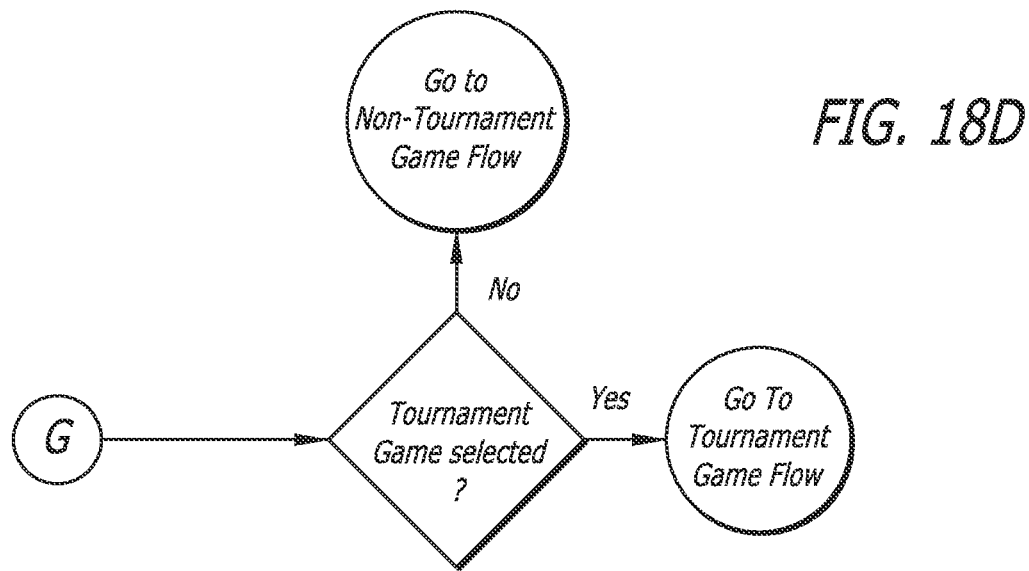 Go to
Non-Tournament
Game Flow
FIG. 18D
No
G
Tournament
Game selected
?
Yes
Go To
Tournament
Game Flow